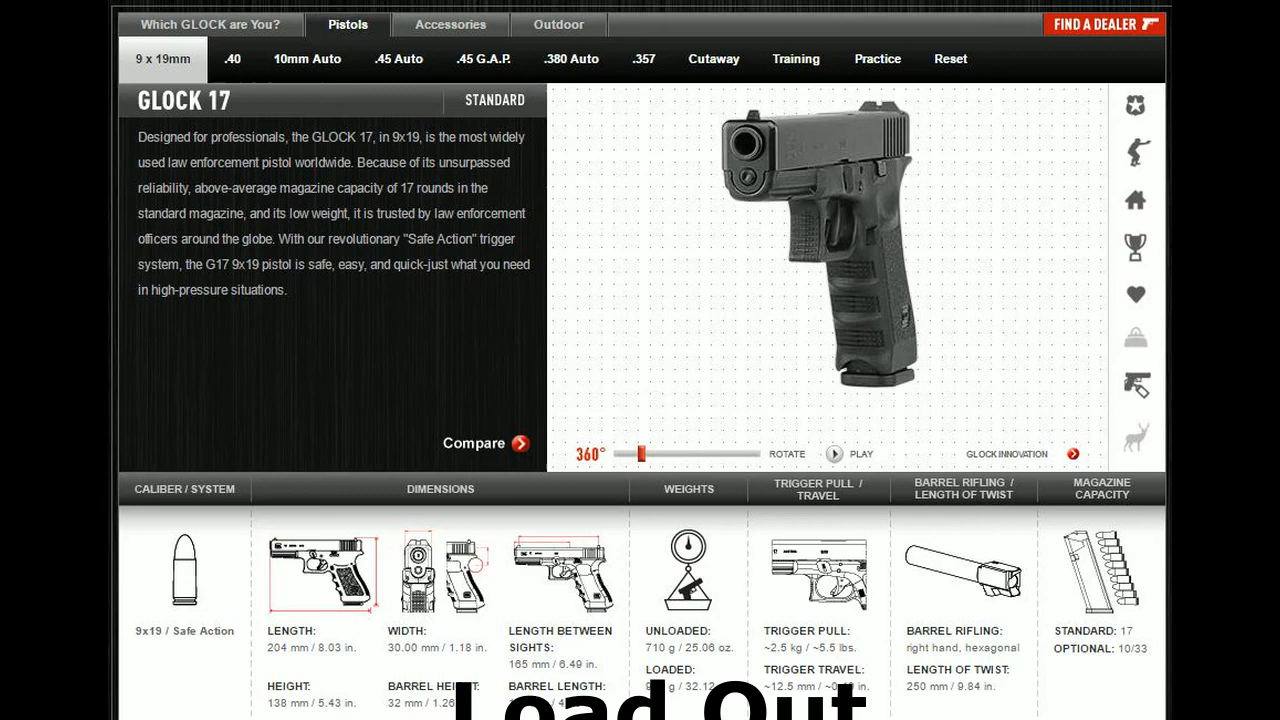 Which GLOCK are You? Pistols Accessories Outdoor FIND A DEALER
9 x 19mm .40 10mm Auto .45 Auto .45 G.A.P. .380 Auto .357 Cutaway Training Practice Reset
GLOCK 17 STANDARD
Designed for professionals, the GLOCK 17, in 9x19, is the most widely
used law enforcement pistol worldwide. Because of its unsurpassed
reliability, above-average magazine capacity of 17 rounds in the
standard magazine, and its low weight, it is trusted by law enforcement
officers around the globe. With our revolutionary "Safe Action" trigger
system, the G17 9x19 pistol is safe, easy, and quick-just what you need
in high-pressure situations.
Compare
360° ROTATE PLAY GLOCK INNOVATION
CALIBER / SYSTEM
DIMENSIONS
WEIGHTS
TRIGGER PULL /
TRAVEL
BARREL RIFLING /
LENGTH OF TWIST
MAGAZINE
CAPACITY
9x19 / Safe Action
LENGTH:
204 mm / 8.03 in.
HEIGHT:
138 mm / 5.43 in.
WIDTH:
30.00 mm / 1.18 in.
BARREL
32 mm /
LENGTH BETWEEN
SIGHTS:
165 mm / 6.49 in.
BARREL LENGTH:
UNLOADED:
710 g / 25.06 oz.
LOADED:
g / 32.12
TRIGGER PULL:
~2.5 kg / ~5.5 lbs.
TRIGGER TRAVEL:
~12.5 mm / in.
BARREL RIFLING:
right hand, hexagonal
LENGTH OF TWIST:
250 mm / 9.84 in.
STANDARD: 17
OPTIONAL: 10/33
Load Out